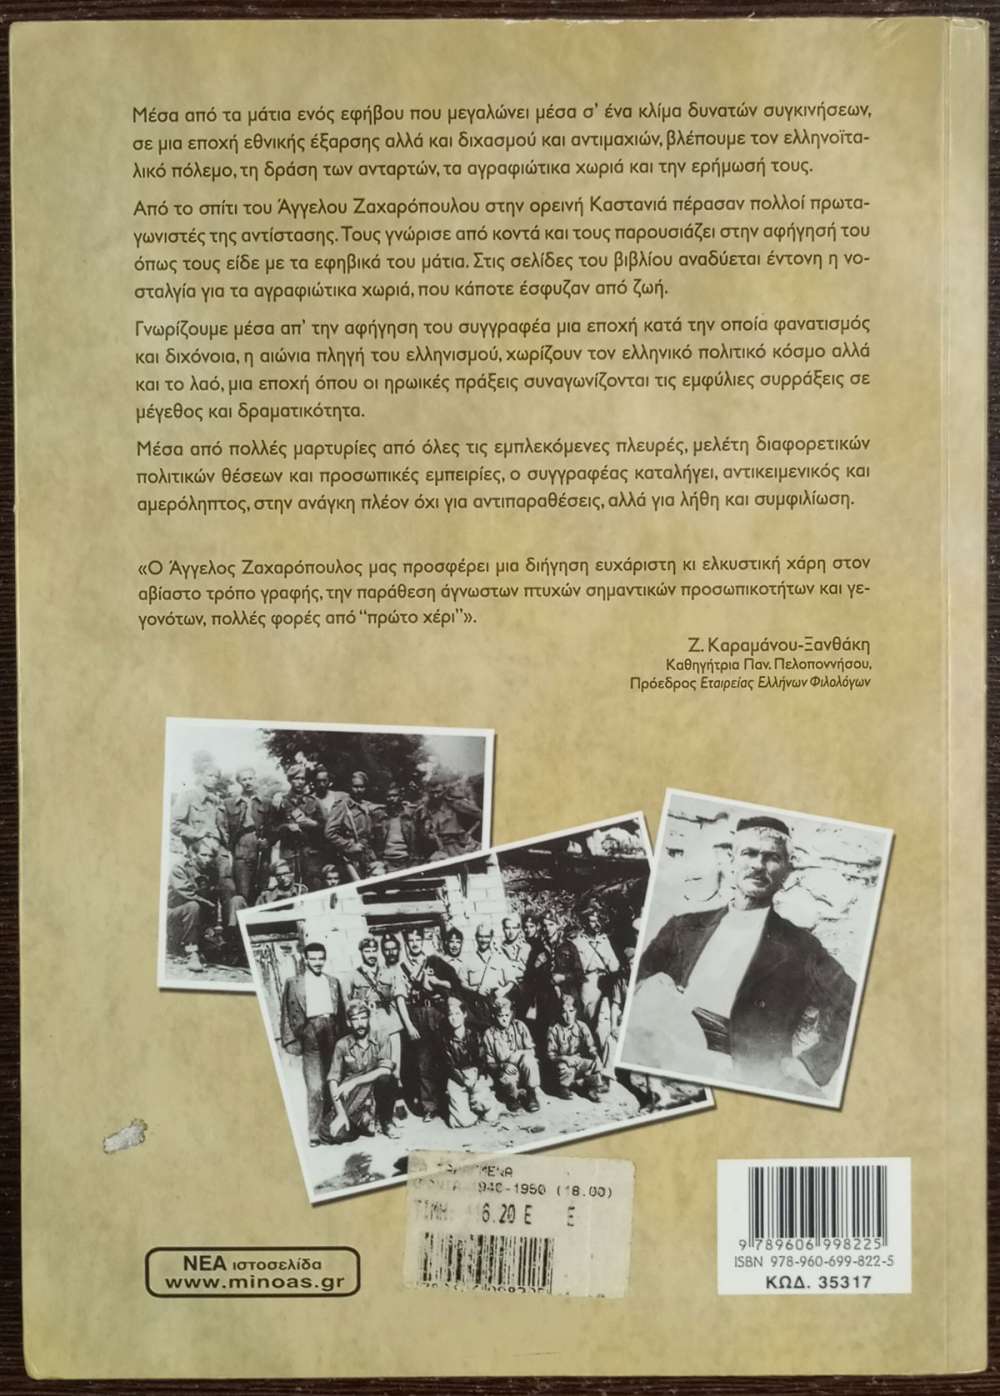 Μέσα από τα μάτια ενός εφήβου που μεγαλώνει μέσα σ' ένα κλίμα δυνατών συγκινήσεων,
σε μια εποχή εθνικής έξαρσης αλλά και διχασμού και αντιμαχιών, βλέπουμε τον ελληνοϊτα-
λικό πόλεμο, τη δράση των ανταρτών, τα αγραφιώτικα χωριά και την ερήμωσή τους.
Από το σπίτι του Άγγελου Ζαχαρόπουλου στην ορεινή Καστανιά πέρασαν πολλοί πρωτα-
γωνιστές της αντίστασης. Τους γνώρισε από κοντά και τους παρουσιάζει στην αφήγησή του
όπως τους είδε με τα εφηβικά του μάτια. Στις σελίδες του βιβλίου αναδύεται έντονη η νο-
σταλγία για τα αγραφιώτικα χωριά, που κάποτε έσφυζαν από ζωή.
Γνωρίζουμε μέσα απ' την αφήγηση του συγγραφέα μια εποχή κατά την οποία φανατισμός
και διχόνοια, η αιώνια πληγή του ελληνισμού, χωρίζουν τον ελληνικό πολιτικό κόσμο αλλά
και το λαό, μια εποχή όπου οι ηρωικές πράξεις συναγωνίζονται τις εμφύλιες συρράξεις σε
μέγεθος και δραματικότητα.
Μέσα από πολλές μαρτυρίες από όλες τις εμπλεκόμενες πλευρές, μελέτη διαφορετικών
πολιτικών θέσεων και προσωπικές εμπειρίες, ο συγγραφέας καταλήγει, αντικειμενικός και
αμερόληπτος, στην ανάγκη πλέον όχι για αντιπαραθέσεις, αλλά για λήθη και συμφιλίωση.
«Ο Άγγελος Ζαχαρόπουλος μας προσφέρει μια διήγηση ευχάριστη κι ελκυστική χάρη στον
αβίαστο τρόπο γραφής, την παράθεση άγνωστων πτυχών σημαντικών προσωπικοτήτων και γε-
γονότων, πολλές φορές από "πρώτο χέρι"».
Ζ. Καραμάνου-Ξανθάκη
Καθηγήτρια Παν. Πελοποννήσου,
Πρόεδρος Εταιρείας Ελλήνων Φιλολόγων
1940-1950 (18.00)
ΤΙΜΗ: 6.20 Ε Ε
ΝΕΑ ιστοσελίδα
www.minoas.gr
9 789606 998225
ISBN 978-960-699-822-5
ΚΩΔ. 35317